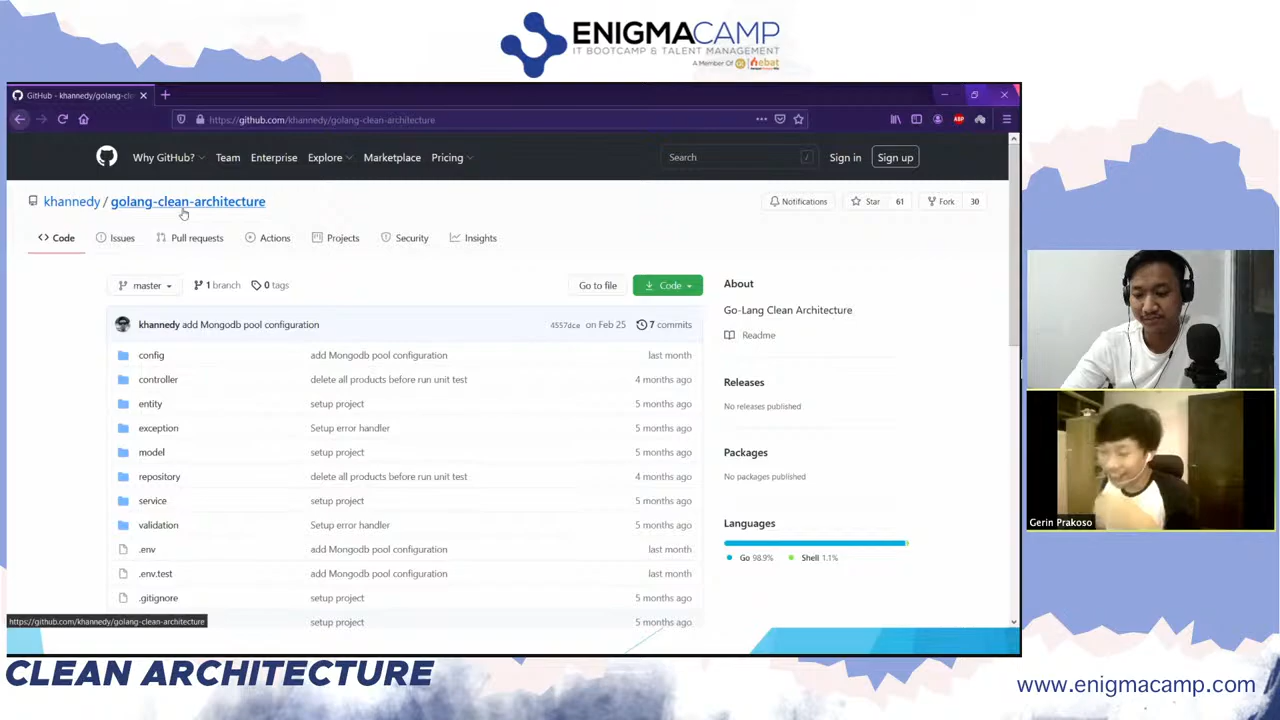 ENIGMACAMP
IT BOOTCAMP & TALENT MANAGEMENT
A Member Of ebat
GitHub - khannedy/golang-cle
https://github.com/khannedy/golang-clean-architecture
ABP
Why GitHub? Team Enterprise Explore Marketplace Pricing
Search /
Sign in Sign up
khannedy / golang-clean-architecture
Notifications Star 61 Fork 30
Code Issues Pull requests Actions Projects Security Insights
master 1 branch 0 tags Go to file Code
khannedy add Mongodb pool configuration 4557dce on Feb 25 7 commits
config add Mongodb pool configuration last month
controller delete all products before run unit test 4 months ago
entity setup project 5 months ago
exception Setup error handler 5 months ago
model setup project 5 months ago
repository delete all products before run unit test 4 months ago
service setup project 5 months ago
validation Setup error handler 5 months ago
.env add Mongodb pool configuration last month
.env.test add Mongodb pool configuration last month
.gitignore setup project 5 months ago
setup project 5 months ago
About
Go-Lang Clean Architecture
Readme
Releases
No releases published
Packages
No packages published
Languages
Go 98.9% Shell 1.1%
https://github.com/khannedy/golang-clean-architecture
Gerin Prakoso
CLEAN ARCHITECTURE
www.enigmacamp.com